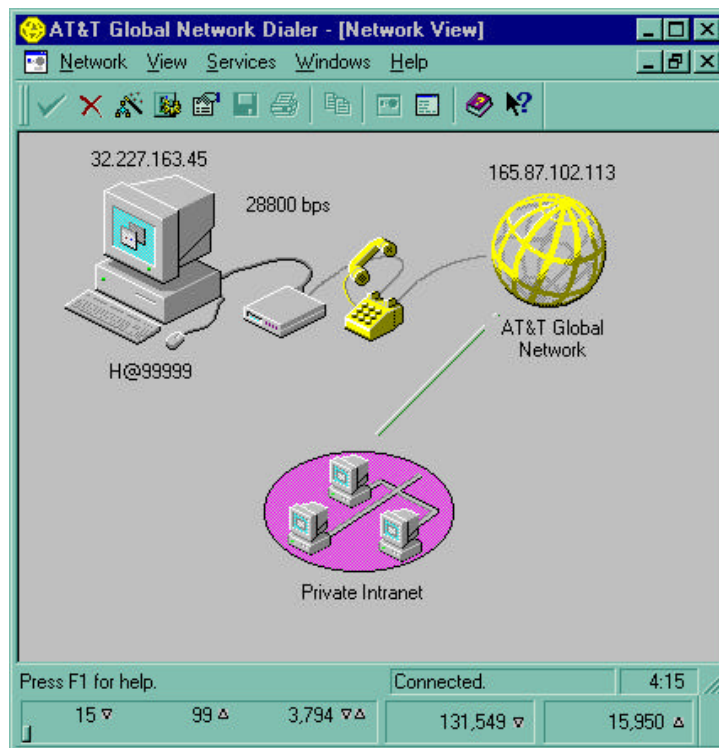 AT&T Global Network Dialer - [Network View]
Network View Services Windows Help
32.227.163.45
165.87.102.113
28800 bps
AT&T Global
Network
H@99999
Private Intranet
Press F1 for help. Connected. 4:15
15 ▿ 99 ▵ 3,794 ▿▵ 131,549 ▿ 15,950 ▵